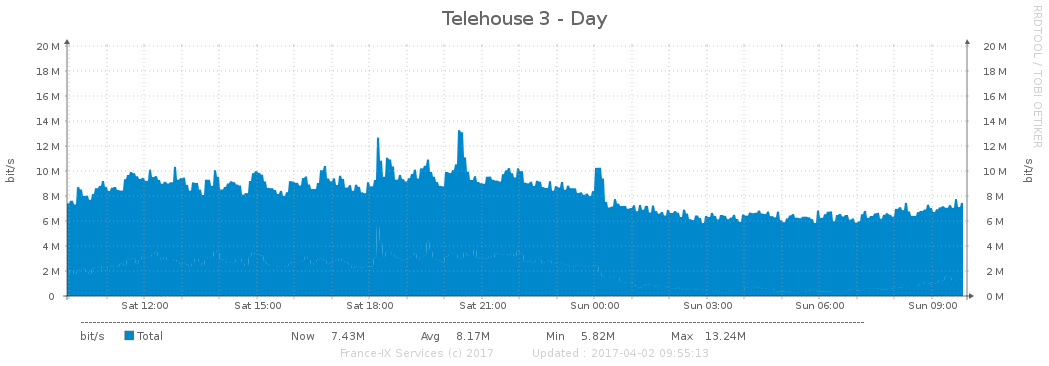 Telehouse 3 - Day
RRDTOOL / TOBI OETIKER
bit/s
bit/s
20 M 20 M
18 M 18 M
16 M 16 M
14 M 14 M
12 M 12 M
10 M 10 M
8 M 8 M
6 M 6 M
4 M 4 M
2 M 2 M
0 0 M
Sat 12:00 Sat 15:00 Sat 18:00 Sat 21:00 Sun 00:00 Sun 03:00 Sun 06:00 Sun 09:00
bit/s Total Now 7.43M Avg 8.17M Min 5.82M Max 13.24M
France-IX Services (c) 2017 Updated : 2017-04-02 09:55:13